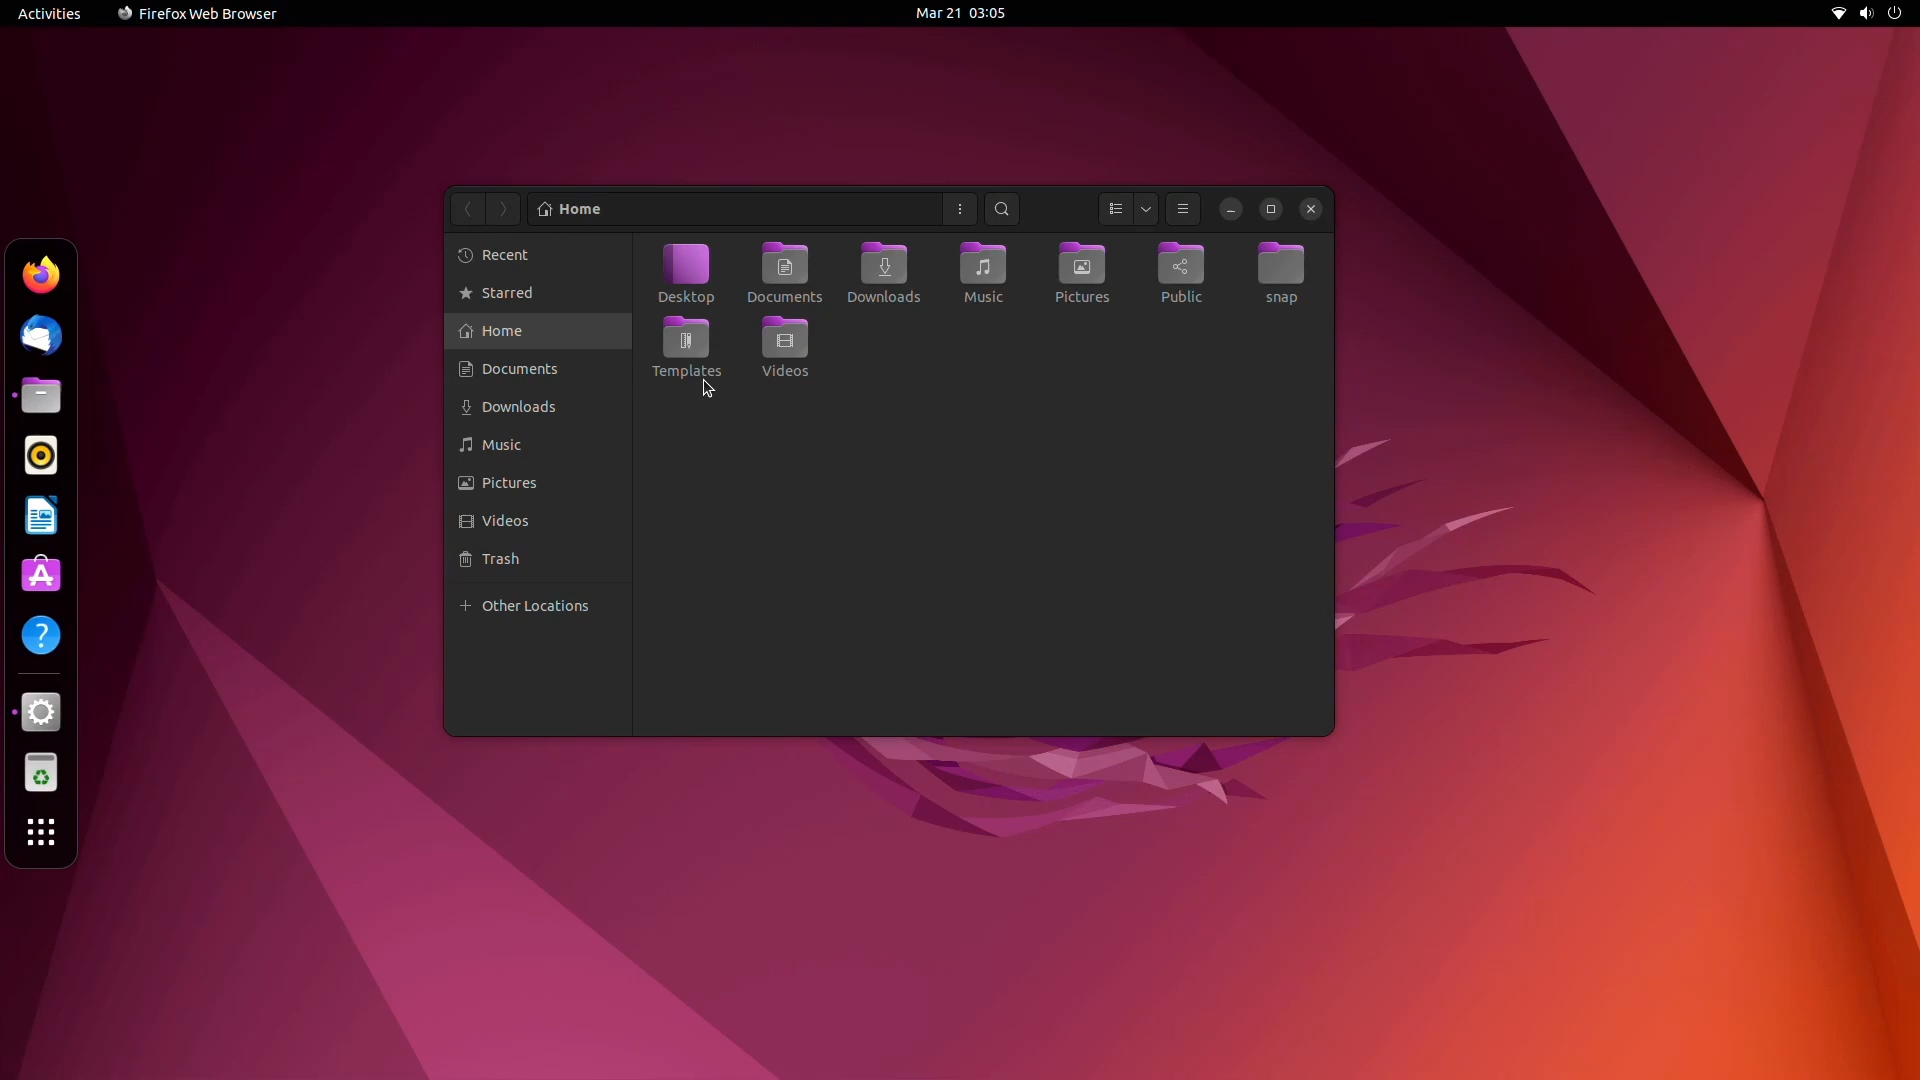 Activities
Firefox Web Browser
Mar 21 03:05
Home
Recent
Starred
Home
Documents
Downloads
Music
Pictures
Videos
Trash
Other Locations
Desktop
Documents
Downloads
Music
Pictures
Public
snap
Templates
Videos